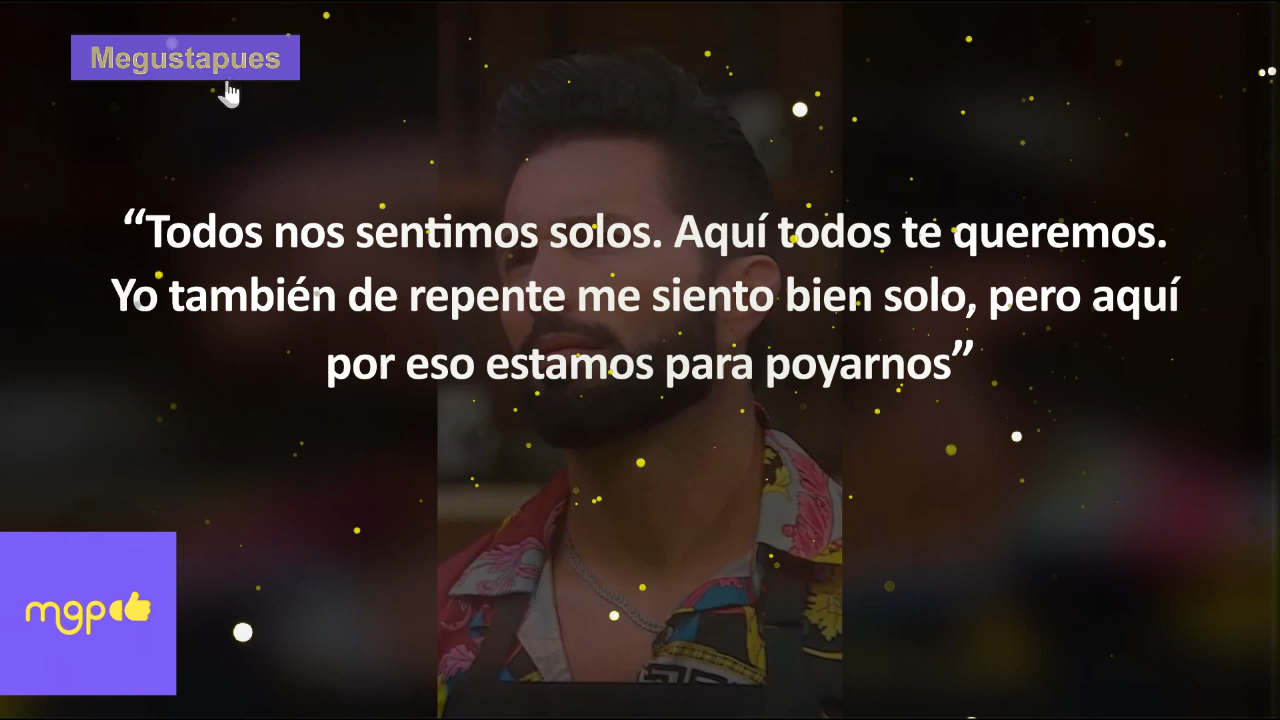 Megustapues
“Todos nos sentimos solos. Aquí todos te queremos.
Yo también de repente me siento bien solo, pero aquí
por eso estamos para poyarnos”
mgp